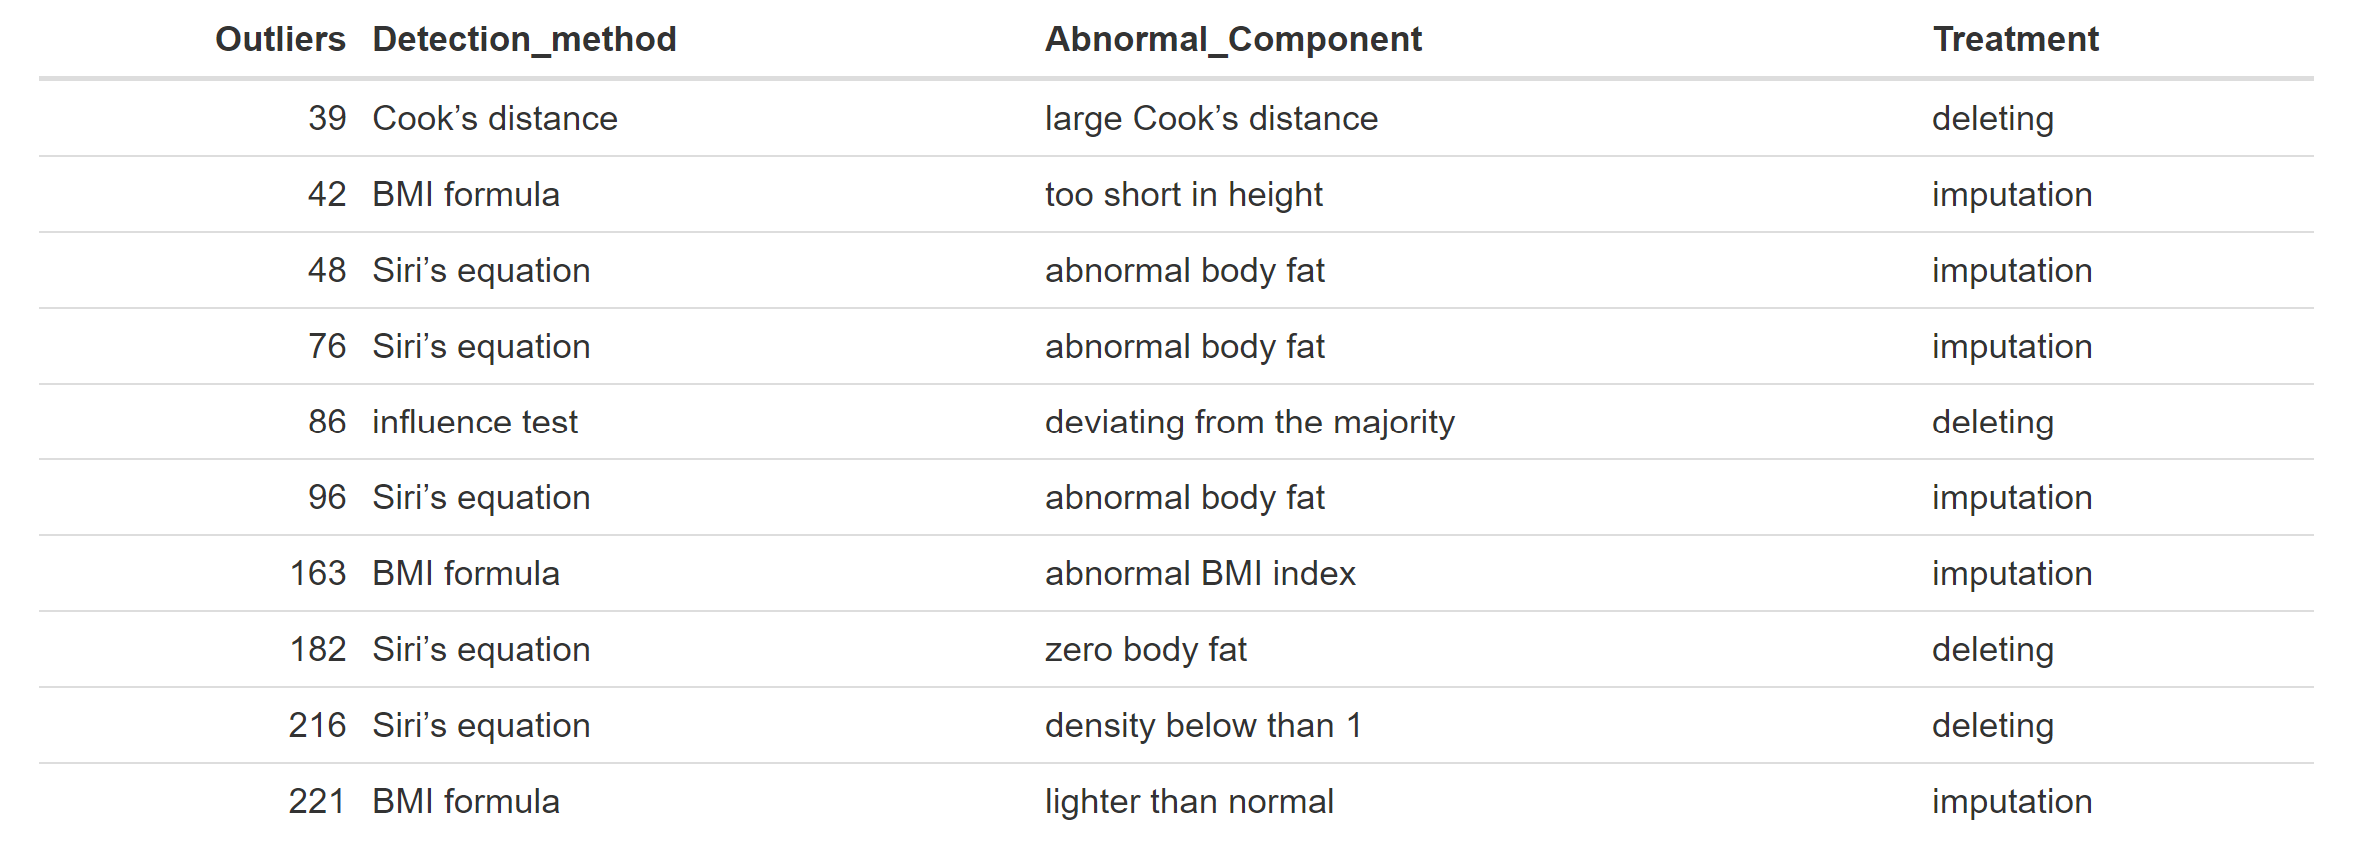 Outliers Detection_method Abnormal_Component Treatment
39 Cook’s distance large Cook’s distance deleting
42 BMI formula too short in height imputation
48 Siri’s equation abnormal body fat imputation
76 Siri’s equation abnormal body fat imputation
86 influence test deviating from the majority deleting
96 Siri’s equation abnormal body fat imputation
163 BMI formula abnormal BMI index imputation
182 Siri’s equation zero body fat deleting
216 Siri’s equation density below than 1 deleting
221 BMI formula lighter than normal imputation